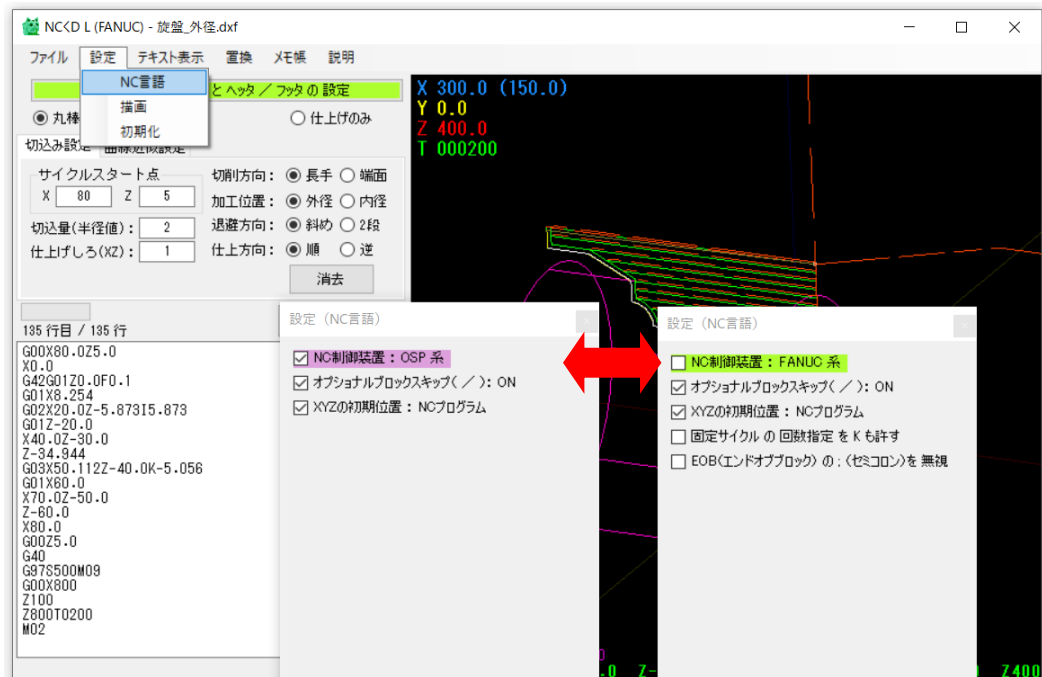 NC<D L (FANUC) - 旋盤_外径.dxf
ファイル 設定 テキスト表示 置換 メモ帳 説明
NC言語
描画
初期化
とヘッタ ／ フッタ の 設定
丸棒
仕上げのみ
切込み設定 曲線近似設定
サイクルスタート点
X 80 Z 5
切込量(半径値)： 2
仕上げしろ(XZ)： 1
切削方向： 長手 端面
加工位置： 外径 内径
退避方向： 斜め 2段
仕上方向： 順 逆
消去
135 行目 / 135 行
G00X80.0Z5.0
X0.0
G42G01Z0.0F0.1
G01X8.254
G02X20.0Z-5.873I5.873
G01Z-20.0
X40.0Z-30.0
Z-34.944
G03X50.112Z-40.0K-5.056
G01X60.0
X70.0Z-50.0
Z-60.0
X80.0
G00Z5.0
G40
G97S500M09
G00X800
Z100
Z800T0200
M02
X 300.0 (150.0)
Y 0.0
Z 400.0
T 000200
設定（NC言語）
NC制御装置： OSP 系
オプショナルブロックスキップ( ／ )： ON
XYZの初期位置： NCプログラム
設定（NC言語）
NC制御装置： FANUC 系
オプショナルブロックスキップ( ／ )： ON
XYZの初期位置： NCプログラム
固定サイクル の 回数指定 を K も許す
EOB(エンドオブブロック) の ; (セミコロン)を 無視
.0 Z-
Z400